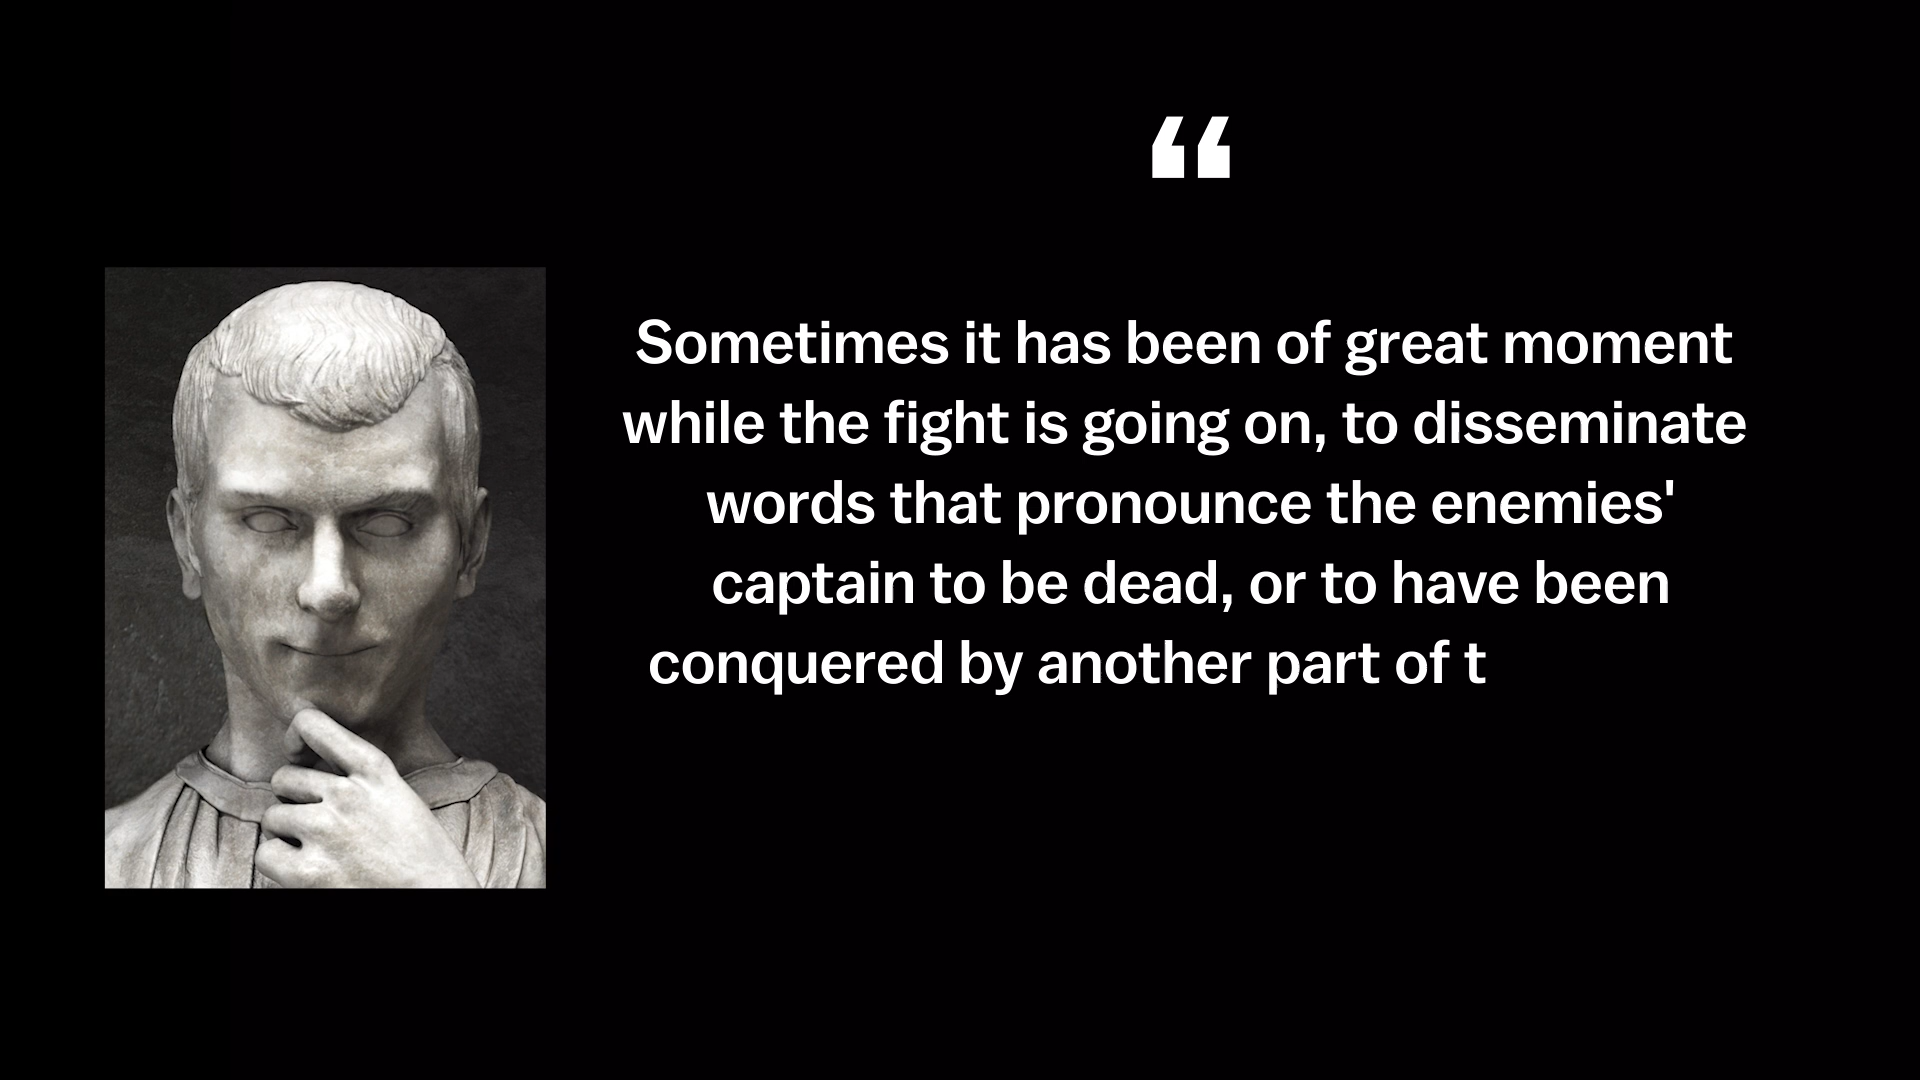 “
Sometimes it has been of great moment
while the fight is going on, to disseminate
words that pronounce the enemies'
captain to be dead, or to have been
conquered by another part of t